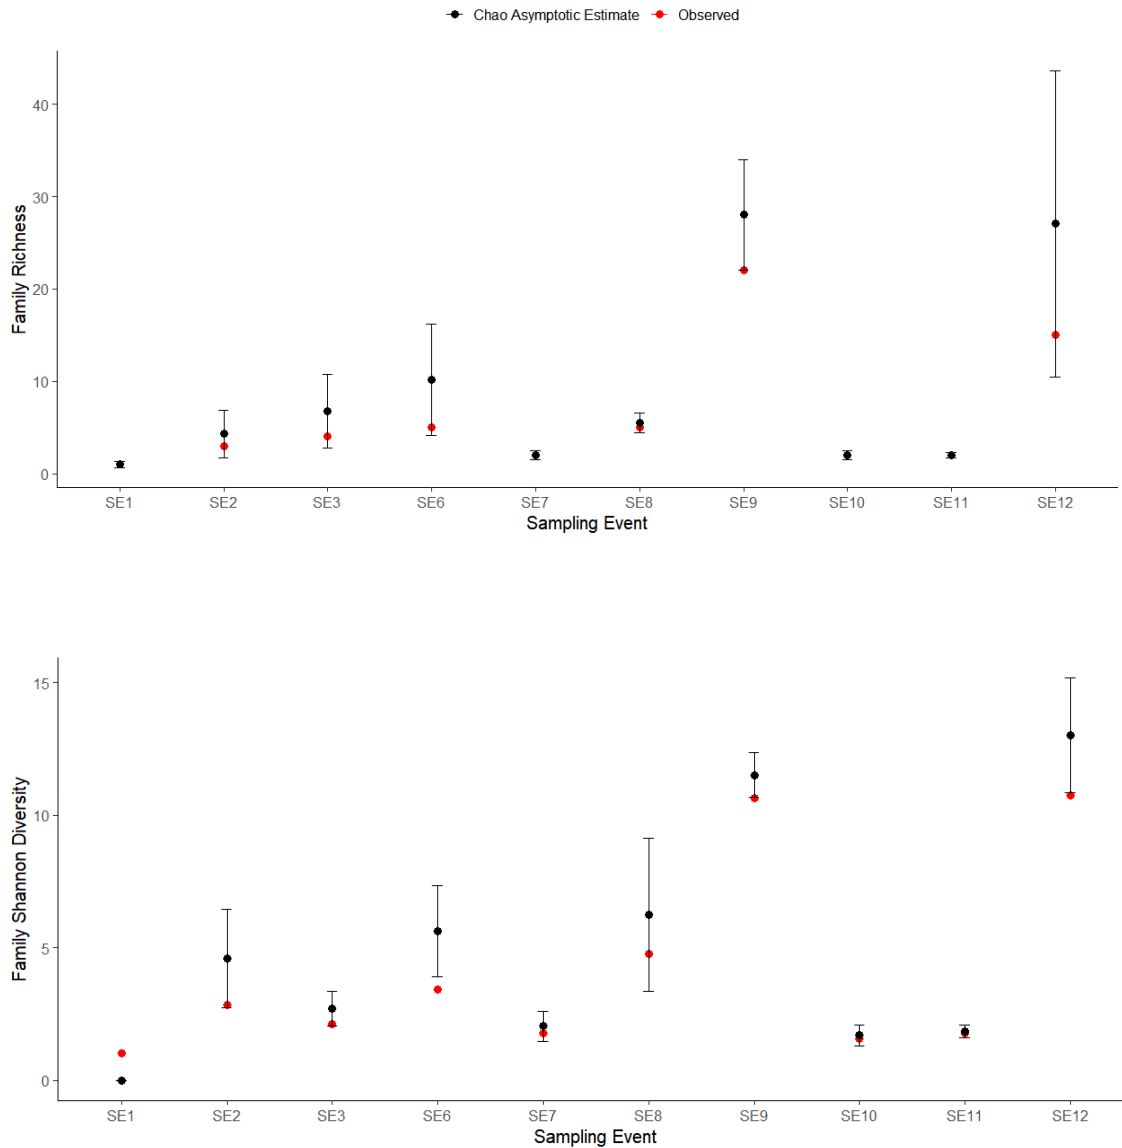 Chao Asymptotic Estimate Observed
Family Richness
40
30
20
10
0
SE1 SE2 SE3 SE6 SE7 SE8 SE9 SE10 SE11 SE12
Sampling Event
Family Shannon Diversity
15
10
5
0
SE1 SE2 SE3 SE6 SE7 SE8 SE9 SE10 SE11 SE12
Sampling Event